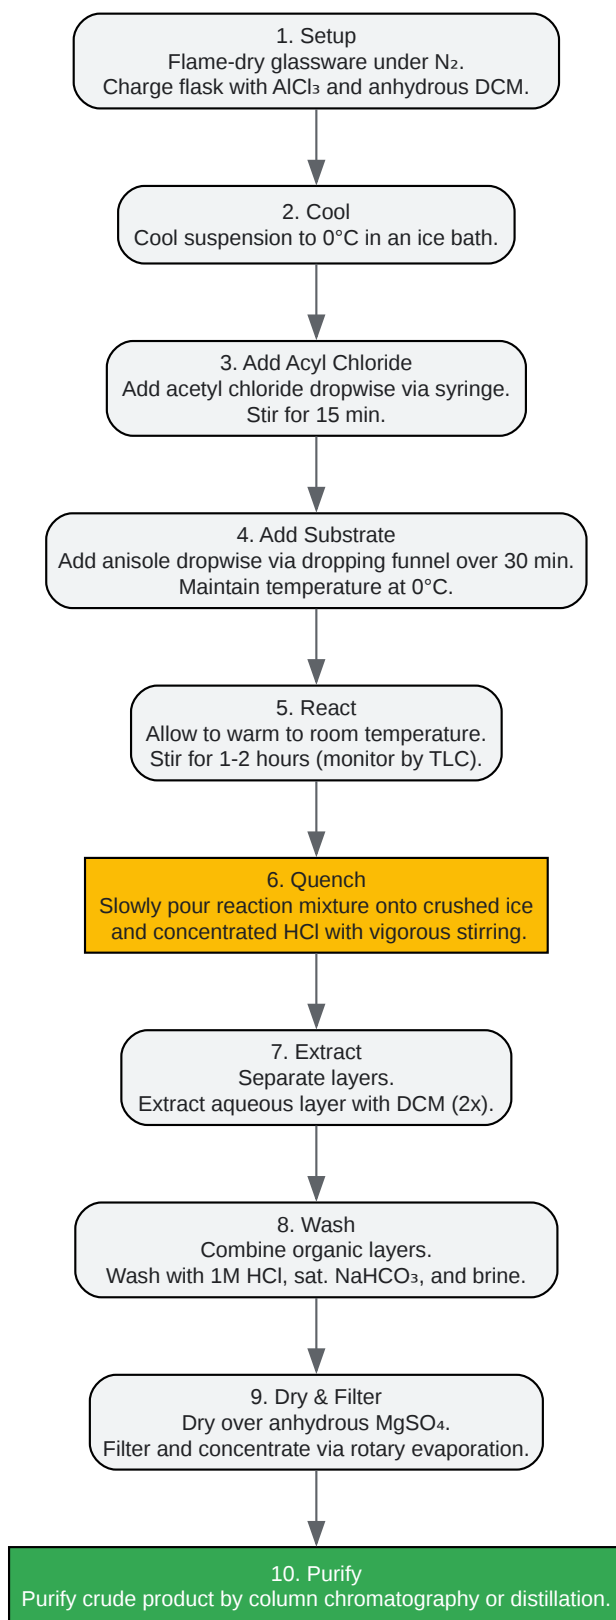 1. Setup
Flame-dry glassware under N₂.
Charge flask with AlCl₃ and anhydrous DCM.
2. Cool
Cool suspension to 0°C in an ice bath.
3. Add Acyl Chloride
Add acetyl chloride dropwise via syringe.
Stir for 15 min.
4. Add Substrate
Add anisole dropwise via dropping funnel over 30 min.
Maintain temperature at 0°C.
5. React
Allow to warm to room temperature.
Stir for 1-2 hours (monitor by TLC).
6. Quench
Slowly pour reaction mixture onto crushed ice
and concentrated HCl with vigorous stirring.
7. Extract
Separate layers.
Extract aqueous layer with DCM (2x).
8. Wash
Combine organic layers.
Wash with 1M HCl, sat. NaHCO₃, and brine.
9. Dry & Filter
Dry over anhydrous MgSO₄.
Filter and concentrate via rotary evaporation.
10. Purify
Purify crude product by column chromatography or distillation.